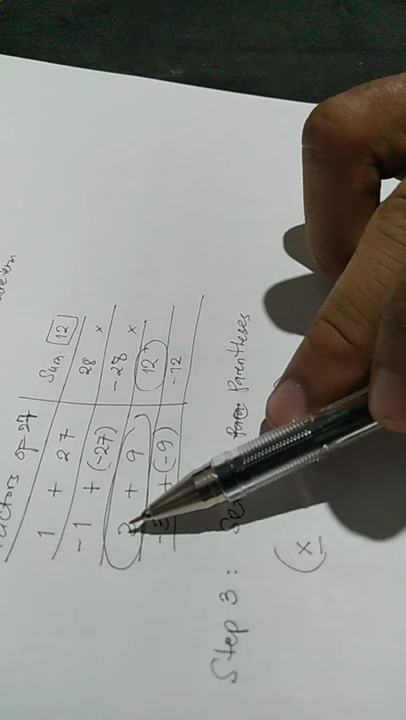 Factors of 27 Sum 12
1 + 27 28 x
-1 + (-27) -28 x
3 + 9 12
-3 + (-9) -12
Step 3: Parentheses
(x